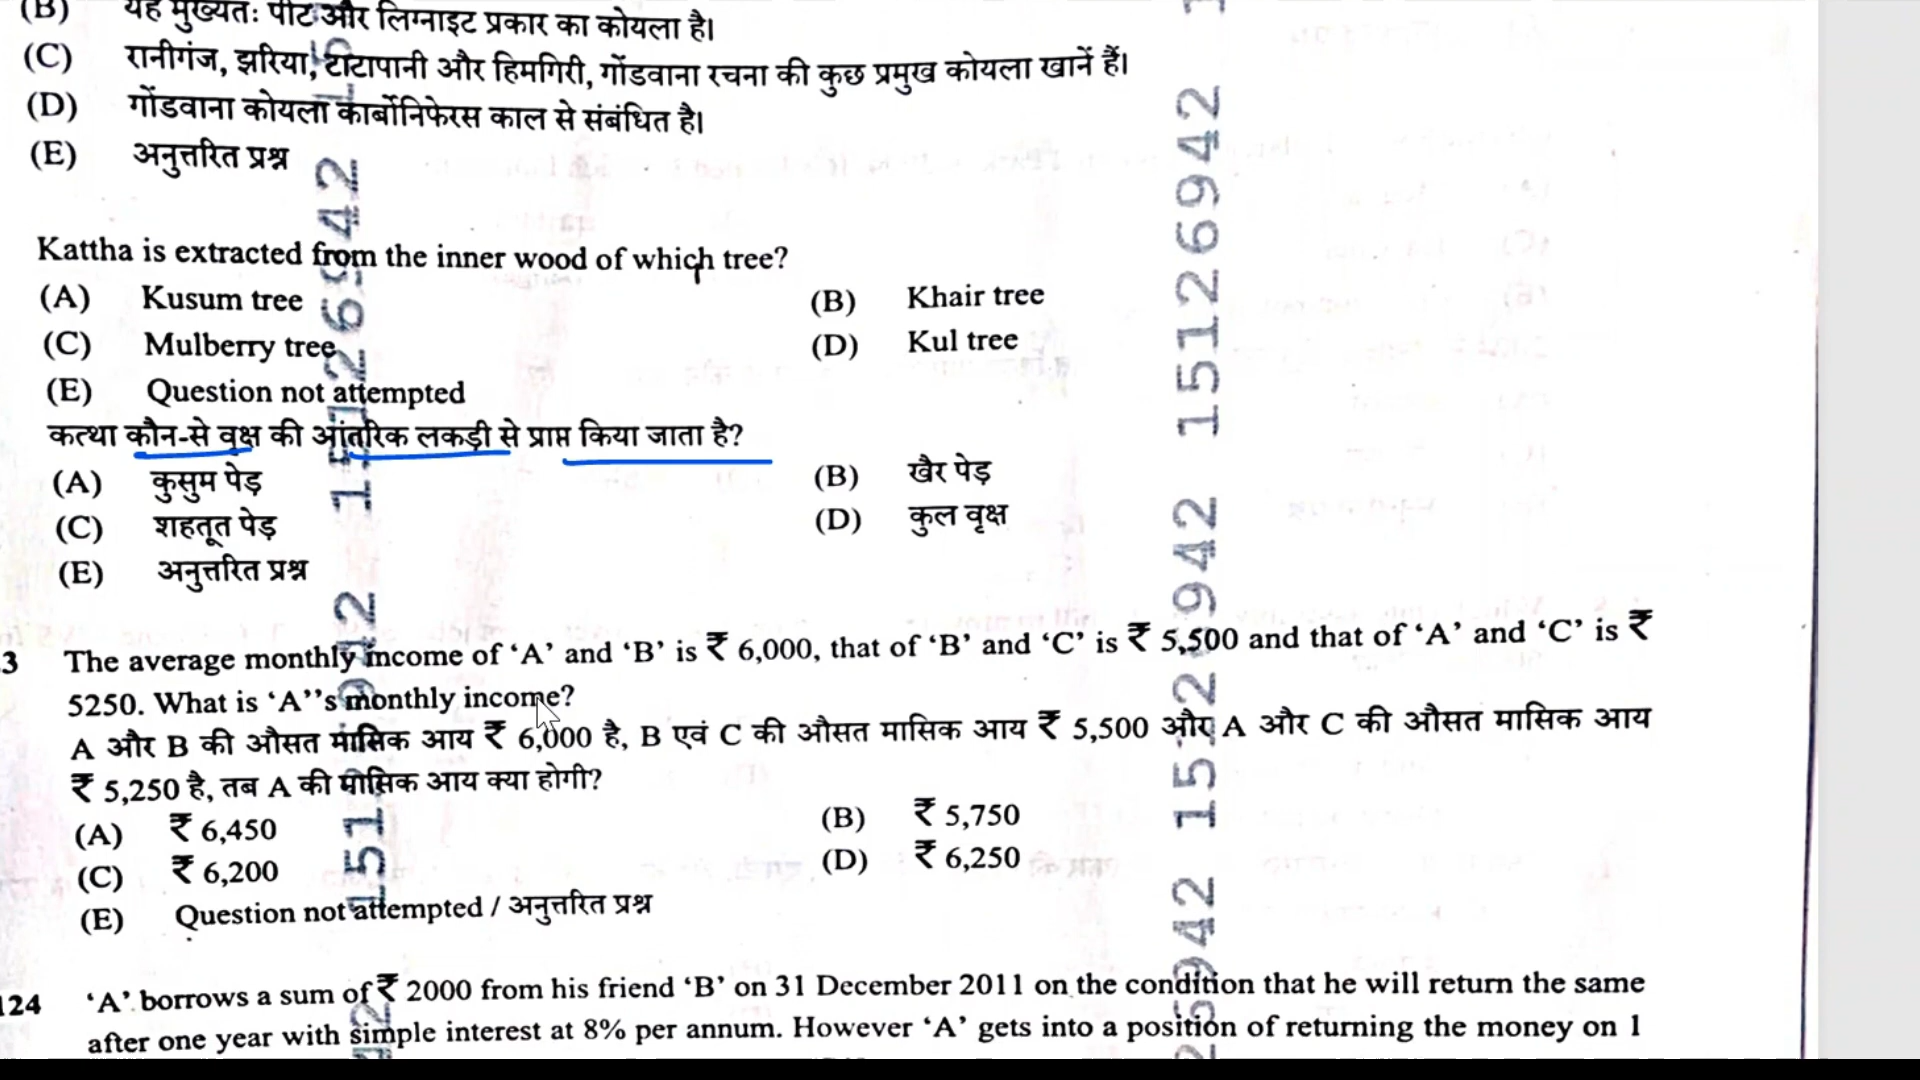 (B) यह मुख्यतः पीट और लिग्नाइट प्रकार का कोयला है।
(C) रानीगंज, झरिया, टाटापानी और हिमगिरी, गोंडवाना रचना की कुछ प्रमुख कोयला खानें हैं।
(D) गोंडवाना कोयला कार्बोनिफेरस काल से संबंधित है।
(E) अनुत्तरित प्रश्न
Kattha is extracted from the inner wood of which tree?
(A) Kusum tree (B) Khair tree
(C) Mulberry tree (D) Kul tree
(E) Question not attempted
कत्था कौन-से वृक्ष की आंतरिक लकड़ी से प्राप्त किया जाता है?
(A) कुसुम पेड़ (B) खैर पेड़
(C) शहतूत पेड़ (D) कुल वृक्ष
(E) अनुत्तरित प्रश्न
3 The average monthly income of ‘A’ and ‘B’ is ₹ 6,000, that of ‘B’ and ‘C’ is ₹ 5,500 and that of ‘A’ and ‘C’ is ₹
5250. What is ‘A’’s monthly income?
A और B की औसत मासिक आय ₹ 6,000 है, B एवं C की औसत मासिक आय ₹ 5,500 और A और C की औसत मासिक आय
₹ 5,250 है, तब A की मासिक आय क्या होगी?
(A) ₹ 6,450 (B) ₹ 5,750
(C) ₹ 6,200 (D) ₹ 6,250
(E) Question not attempted / अनुत्तरित प्रश्न
124 ‘A’ borrows a sum of ₹ 2000 from his friend ‘B’ on 31 December 2011 on the condition that he will return the same
after one year with simple interest at 8% per annum. However ‘A’ gets into a position of returning the money on 1
15126942
15126942
15126942
15126942